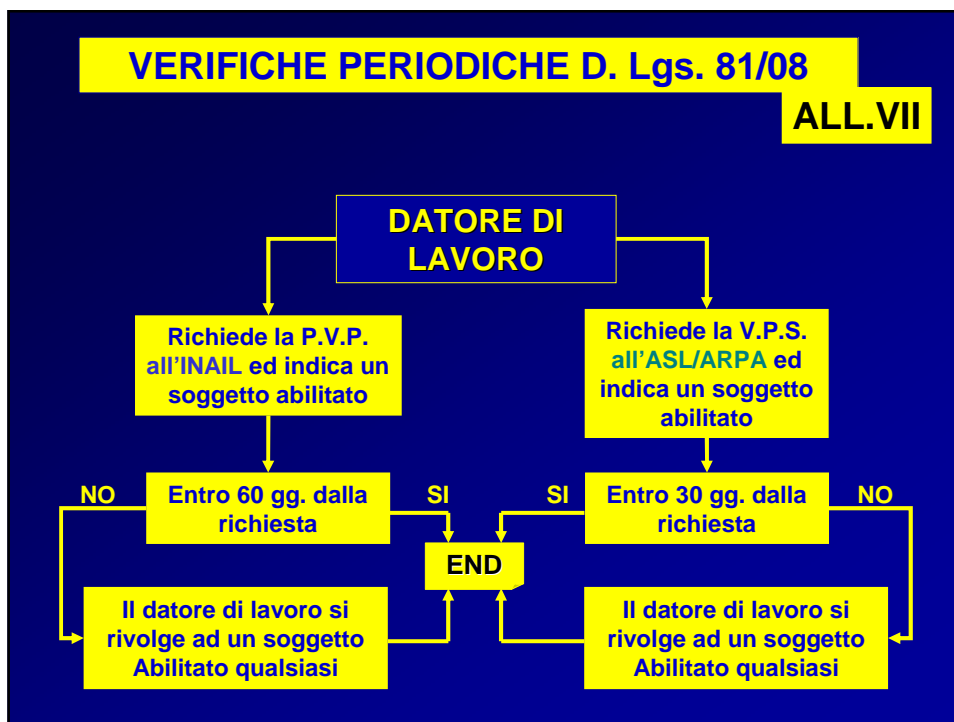 VERIFICHE PERIODICHE D. Lgs. 81/08
ALL.VII
DATORE DI
LAVORO
Richiede la P.V.P.
all’INAIL ed indica un
soggetto abilitato
Richiede la V.P.S.
all’ASL/ARPA ed
indica un soggetto
abilitato
NO
Entro 60 gg. dalla
richiesta
SI
SI
Entro 30 gg. dalla
richiesta
NO
END
Il datore di lavoro si
rivolge ad un soggetto
Abilitato qualsiasi
Il datore di lavoro si
rivolge ad un soggetto
Abilitato qualsiasi